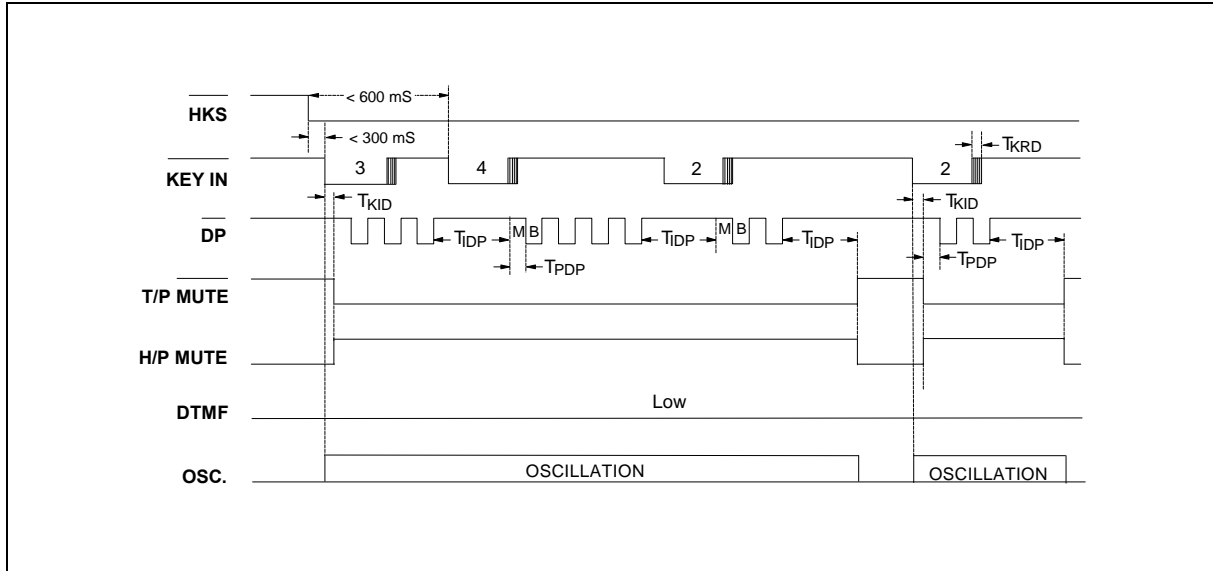 < 600 mS
HKS
< 300 mS
TKRD
KEY IN
3
4
2
2
TKID
TKID
DP
TIDP
M B
TIDP
M B
TIDP
TIDP
TPDP
TPDP
T/P MUTE
H/P MUTE
Low
DTMF
OSCILLATION
OSCILLATION
OSC.